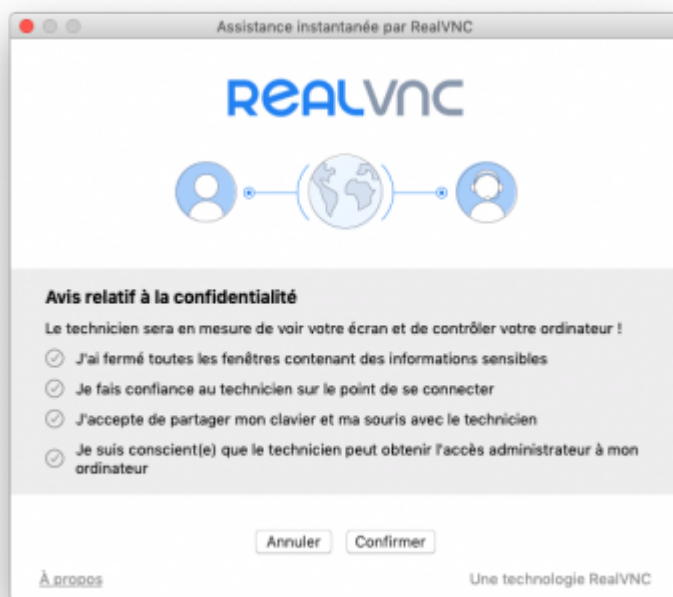 Assistance instantanée par RealVNC
REALVNC
Avis relatif à la confidentialité
Le technicien sera en mesure de voir votre écran et de contrôler votre ordinateur !
J'ai fermé toutes les fenêtres contenant des informations sensibles
Je fais confiance au technicien sur le point de se connecter
J'accepte de partager mon clavier et ma souris avec le technicien
Je suis conscient(e) que le technicien peut obtenir l'accès administrateur à mon
ordinateur
Annuler Confirmer
À propos Une technologie RealVNC